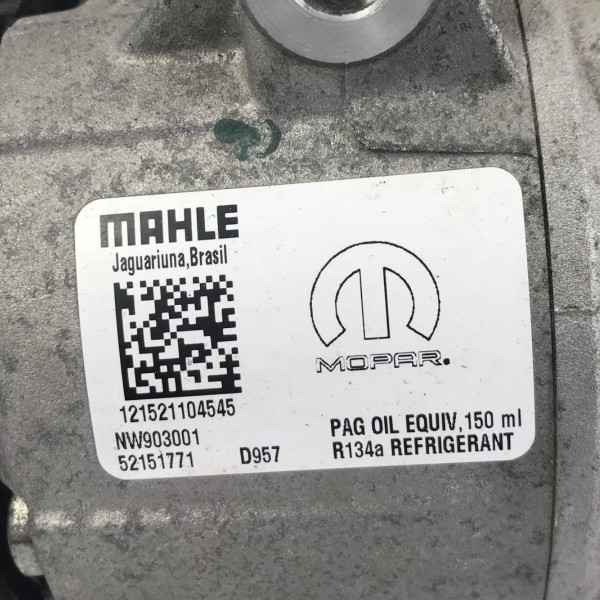 MAHLE
Jaguariuna,Brasil
MOPAR.
121521104545
NW903001
52151771 D957
PAG OIL EQUIV,150 ml
R134a REFRIGERANT